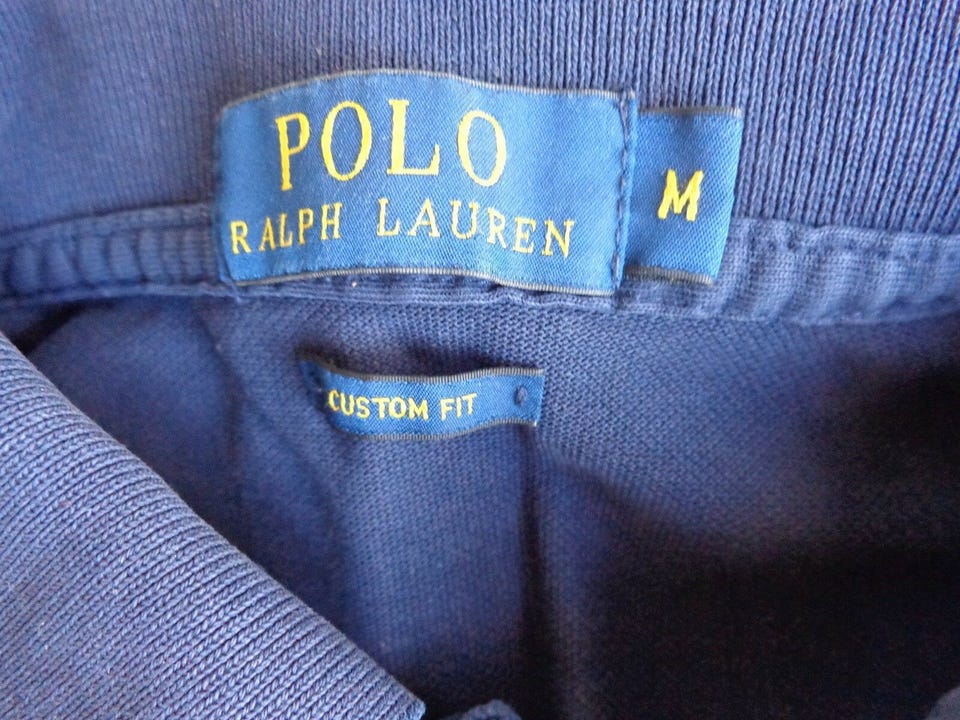 POLO
RALPH LAUREN
M
CUSTOM FIT